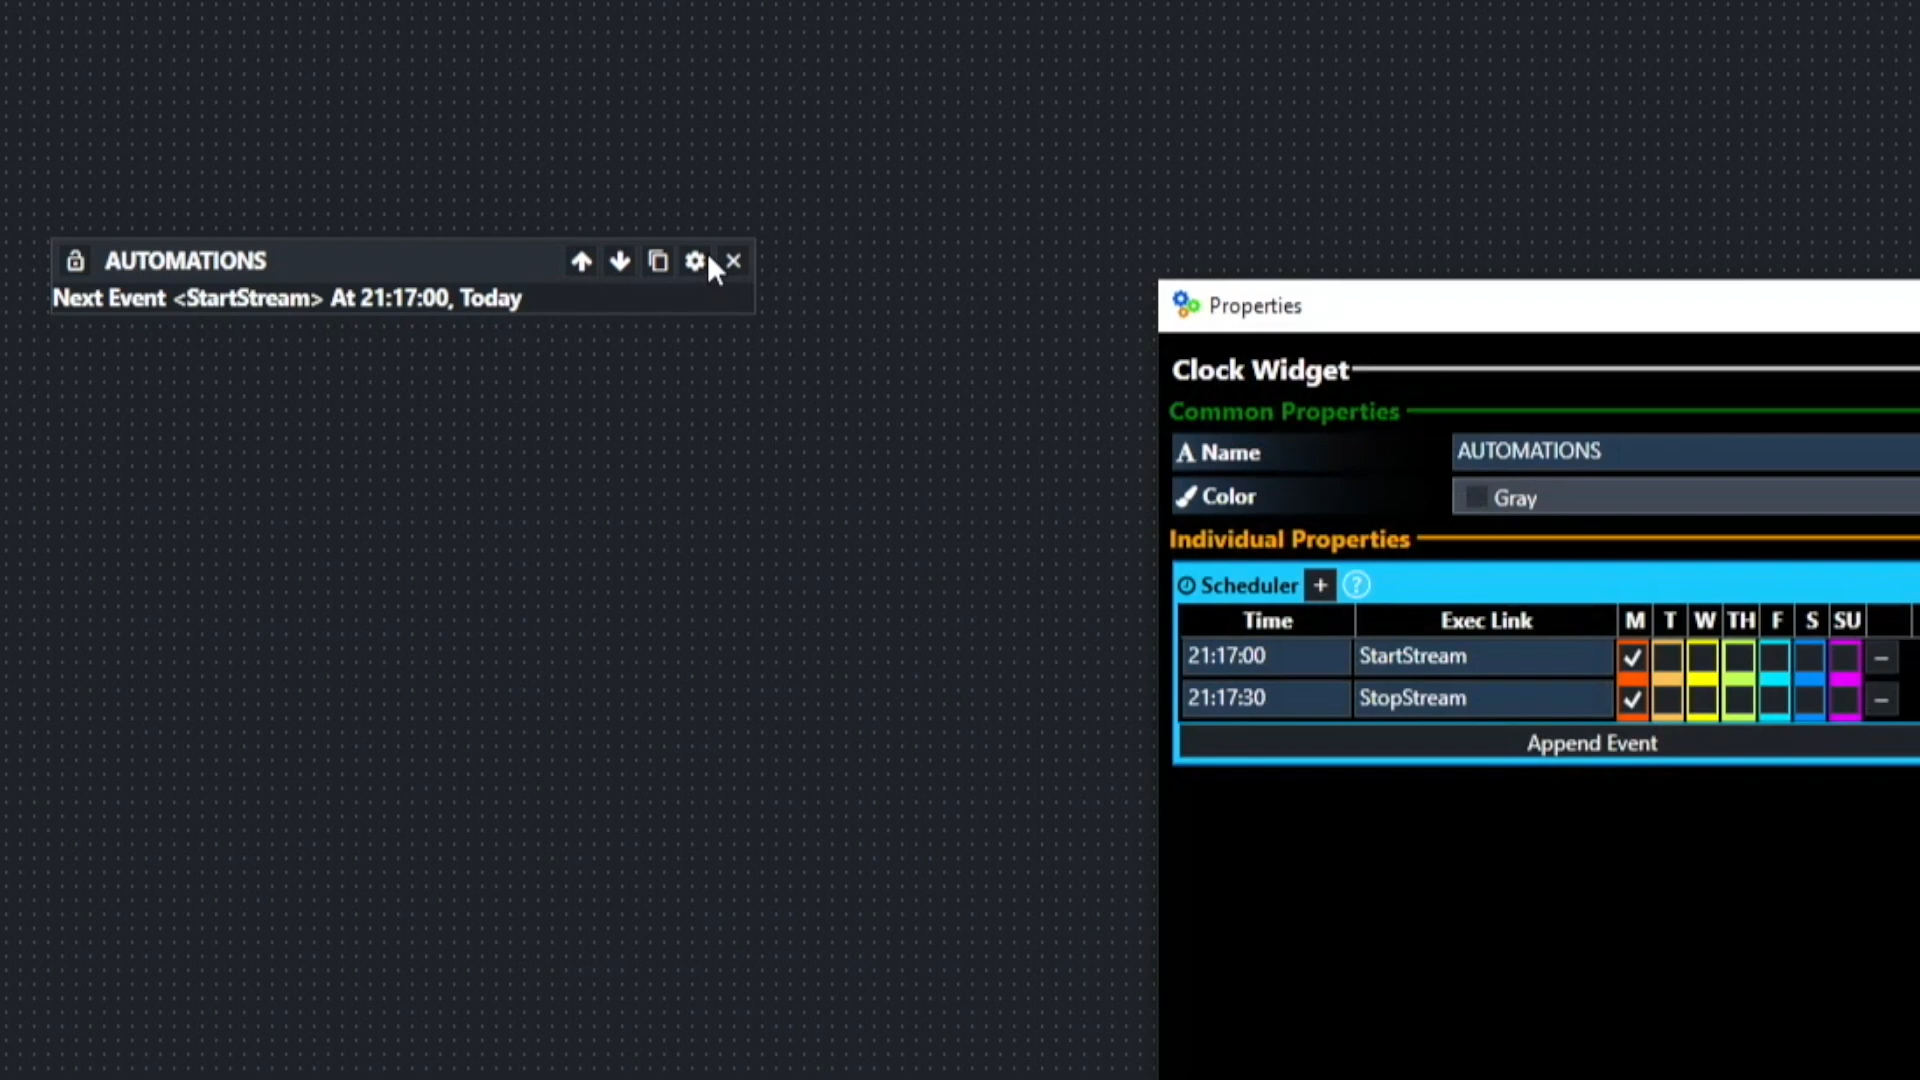 AUTOMATIONS
Next Event <StartStream> At 21:17:00, Today
Properties
Clock Widget
Common Properties
A Name AUTOMATIONS
Color Gray
Individual Properties
Scheduler + ?
Time Exec Link M T W TH F S SU
21:17:00 StartStream
21:17:30 StopStream
Append Event